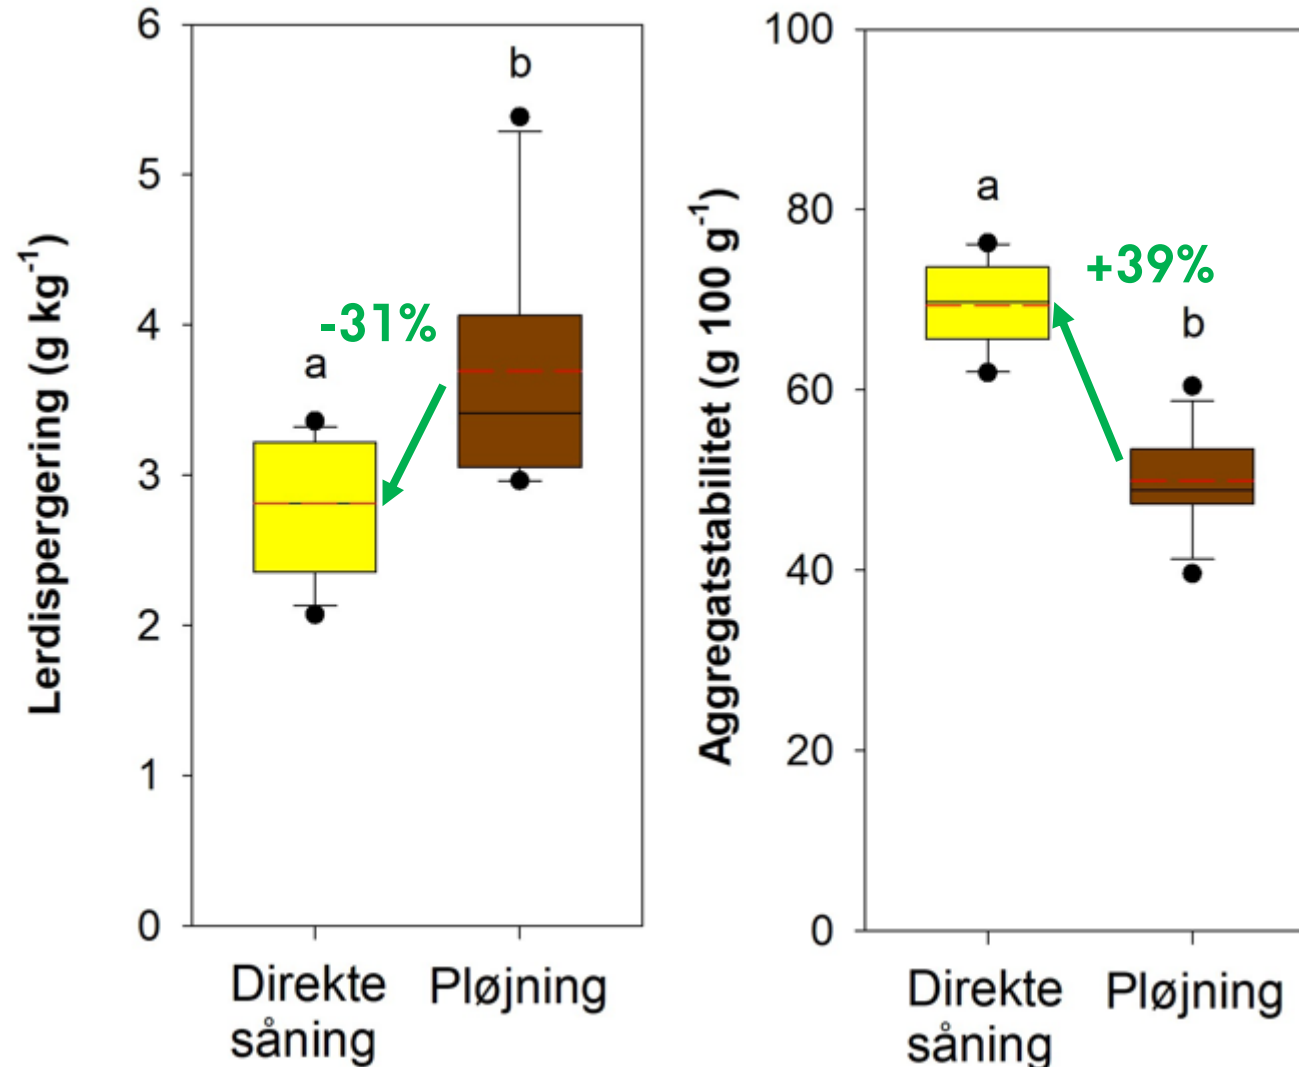 Lerdispergering (g kg⁻¹)
6
5
4
3
2
1
0
a
b
-31%
Direkte
såning
Pløjning
Aggregatstabilitet (g 100 g⁻¹)
100
80
60
40
20
0
a
b
+39%
Direkte
såning
Pløjning